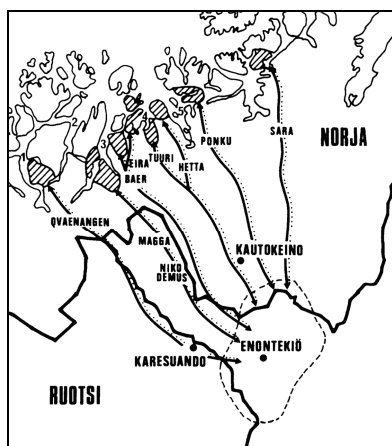 PONKU
SARA
NORJA
2
5
4
3
1
EIRA
TUURI
HETTA
BAER
QVAENANGEN
MAGGA
KAUTOKEINO
NIKO
DEMUS
ENONTEKIÖ
KARESUANDO
RUOTSI